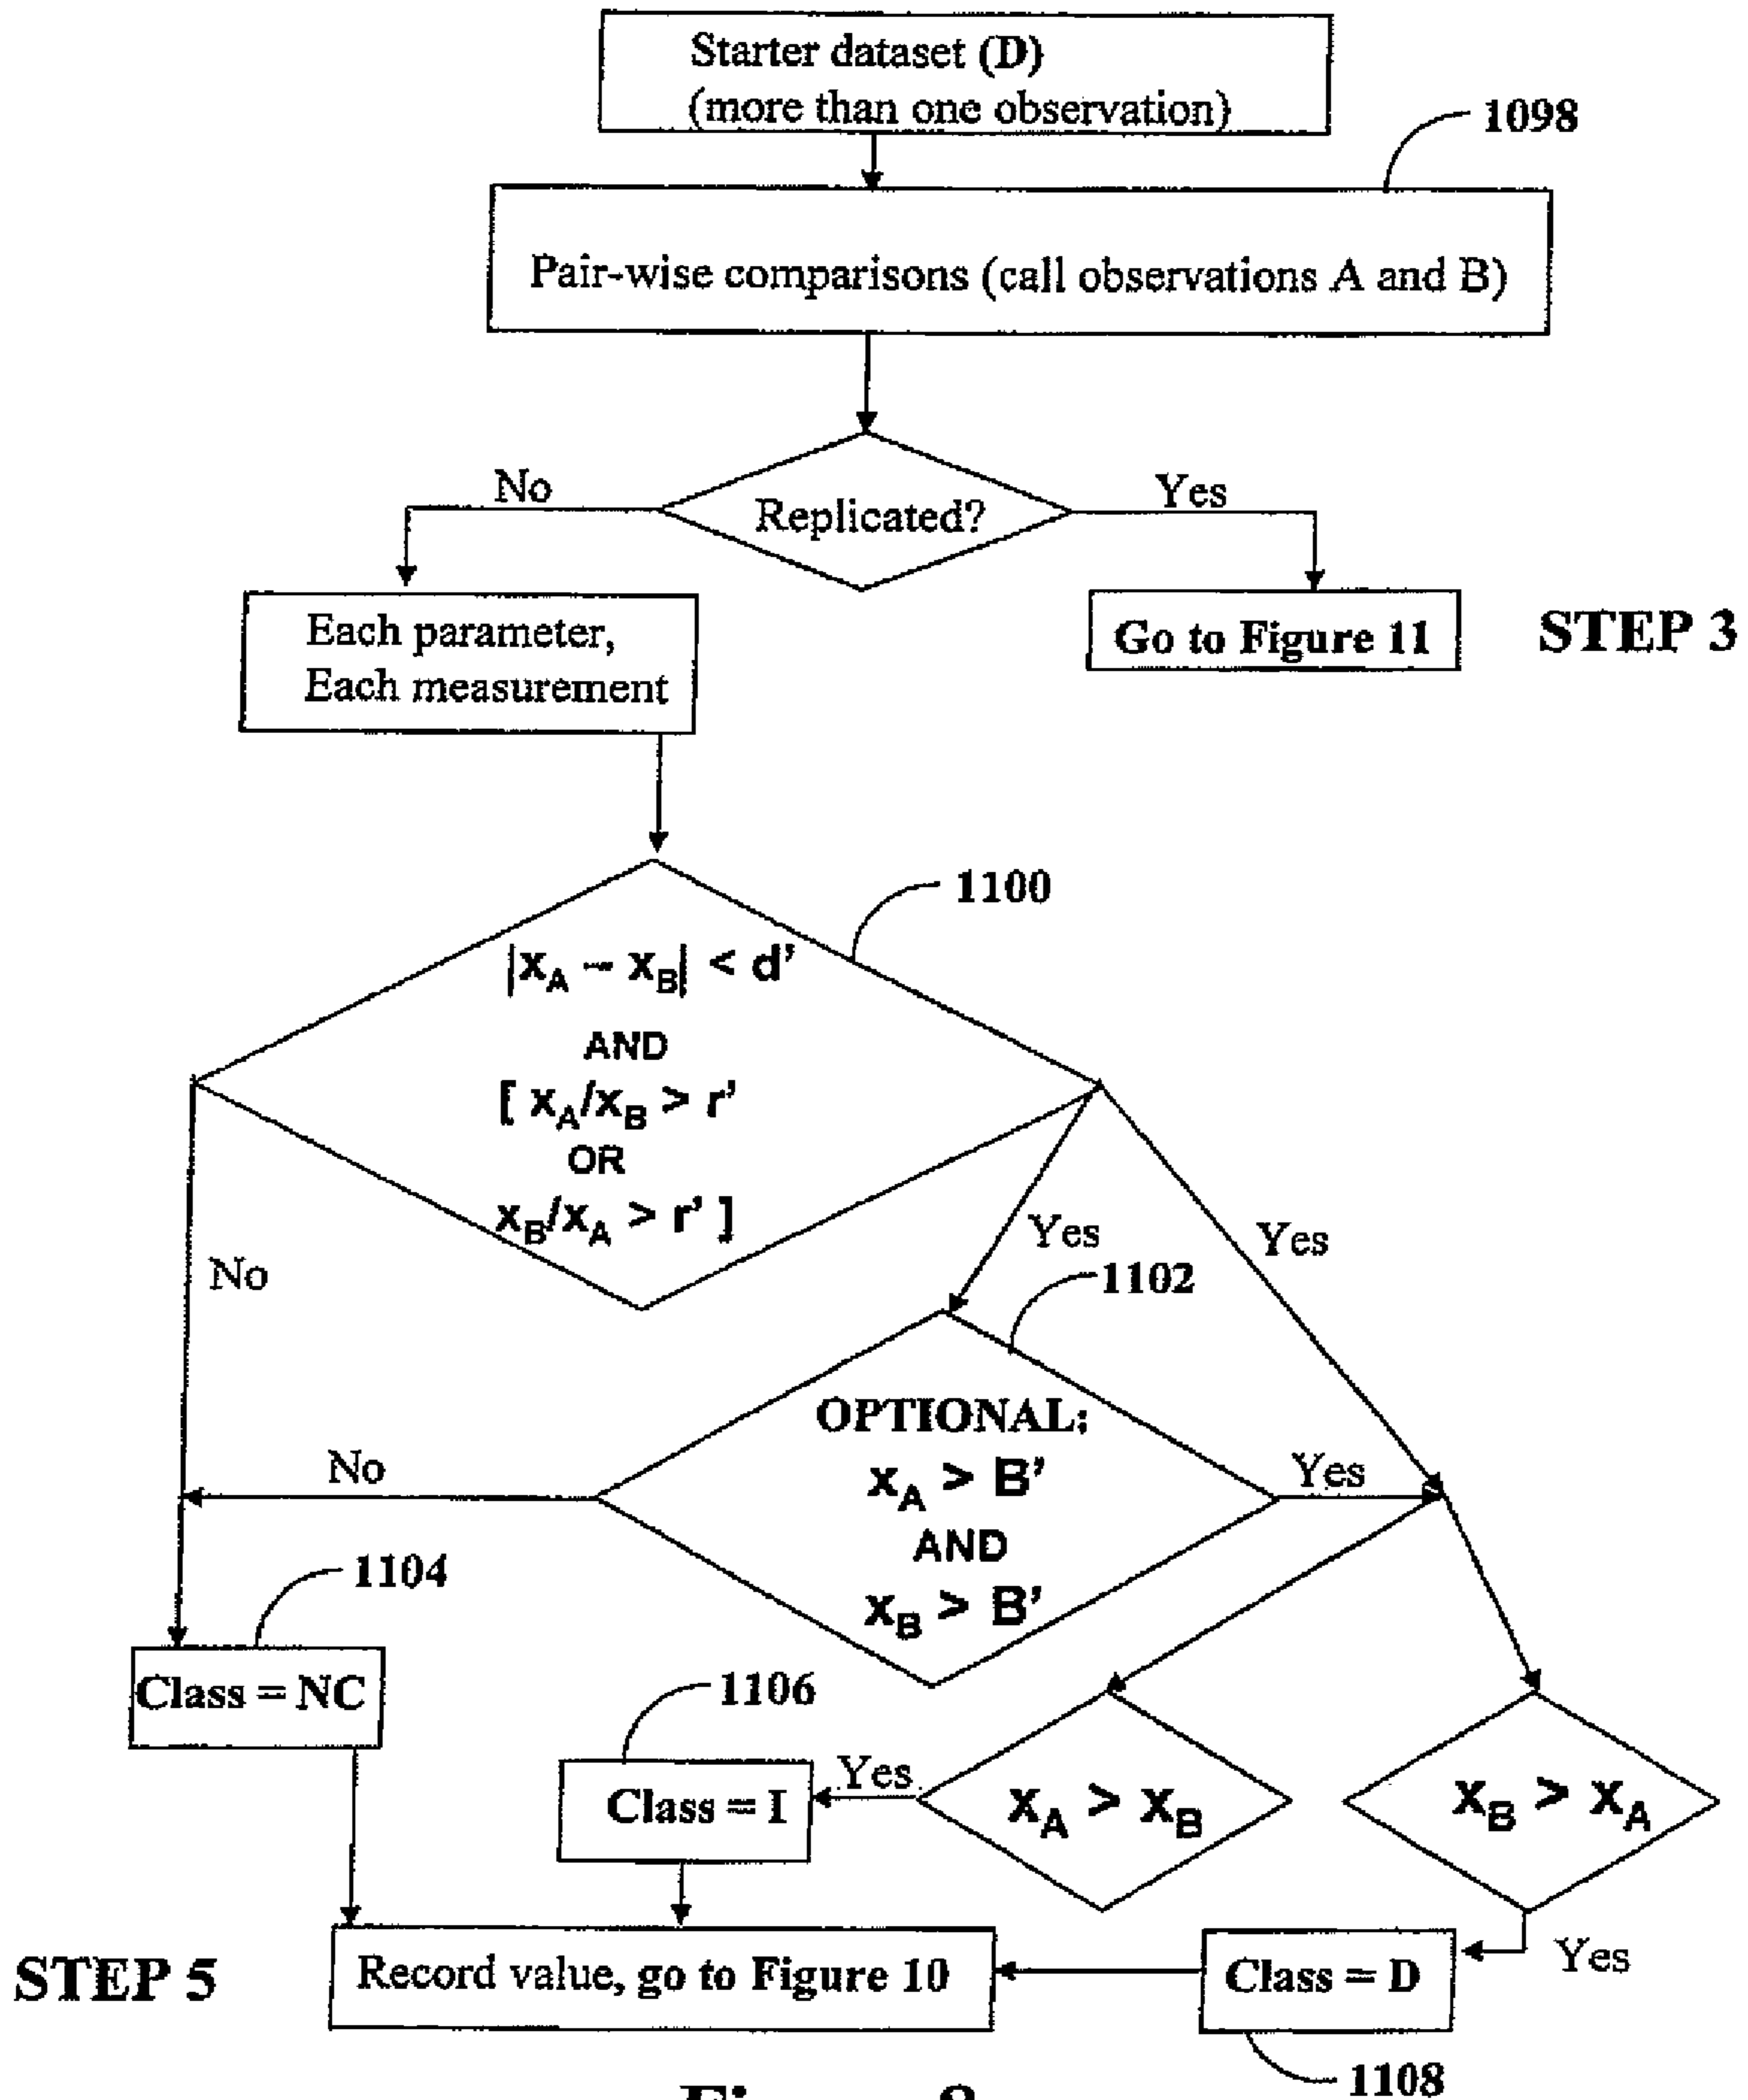 Starter dataset (D)
(more than one observation)
1098
Pair-wise comparisons (call observations A and B)
No
Replicated?
Yes
Each parameter,
Each measurement
Go to Figure 11
STEP 3
1100
|xA – xB| < d’
AND
[ xA/xB > r’
OR
xB/xA > r’ ]
No
Yes
Yes
1102
OPTIONAL:
xA > B’
AND
xB > B’
No
Yes
1104
Class = NC
1106
Class = I
Yes
xA > xB
xB > xA
STEP 5
Record value, go to Figure 10
Class = D
Yes
1108